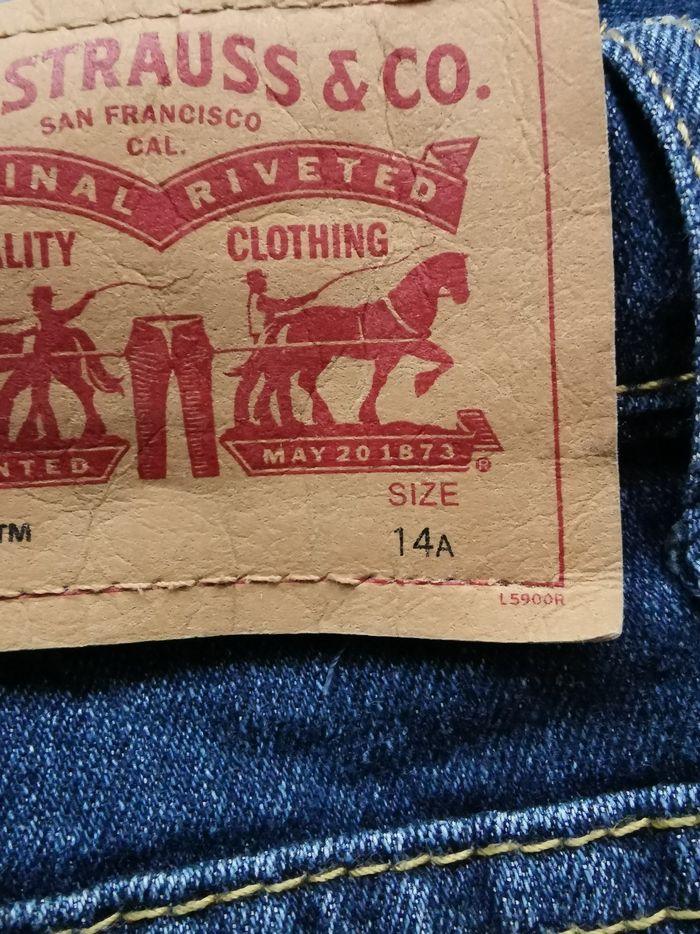 STRAUSS & CO.
SAN FRANCISCO
CAL.
INAL RIVETED
ALITY CLOTHING
NTED MAY 20 1873 ®
SIZE
TM 14A
L5900R